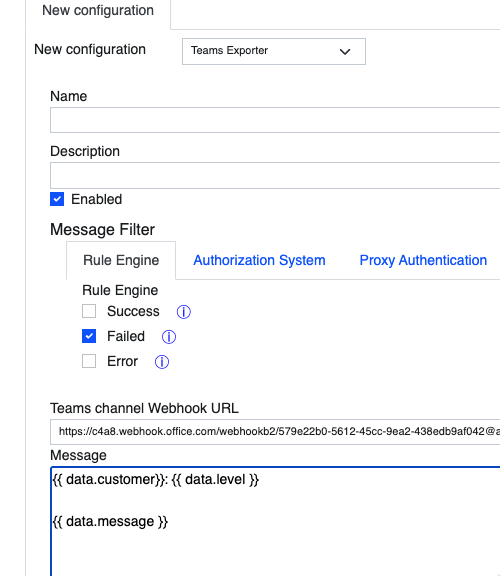 New configuration
New configuration
Teams Exporter
Name
Description
Enabled
Message Filter
Rule Engine
Authorization System
Proxy Authentication
Rule Engine
Success
Failed
Error
Teams channel Webhook URL
https://c4a8.webhook.office.com/webhookb2/579e22b0-5612-45cc-9ea2-438edb9af042@a
Message
{{ data.customer}}: {{ data.level }}
{{ data.message }}